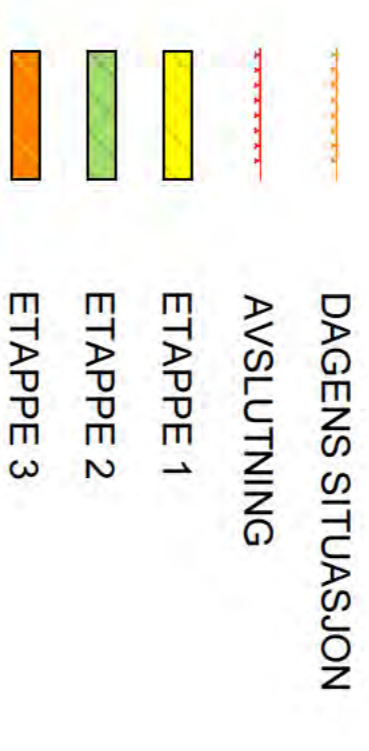 DAGENS SITUASJON
AVSLUTNING
ETAPPE 1
ETAPPE 2
ETAPPE 3